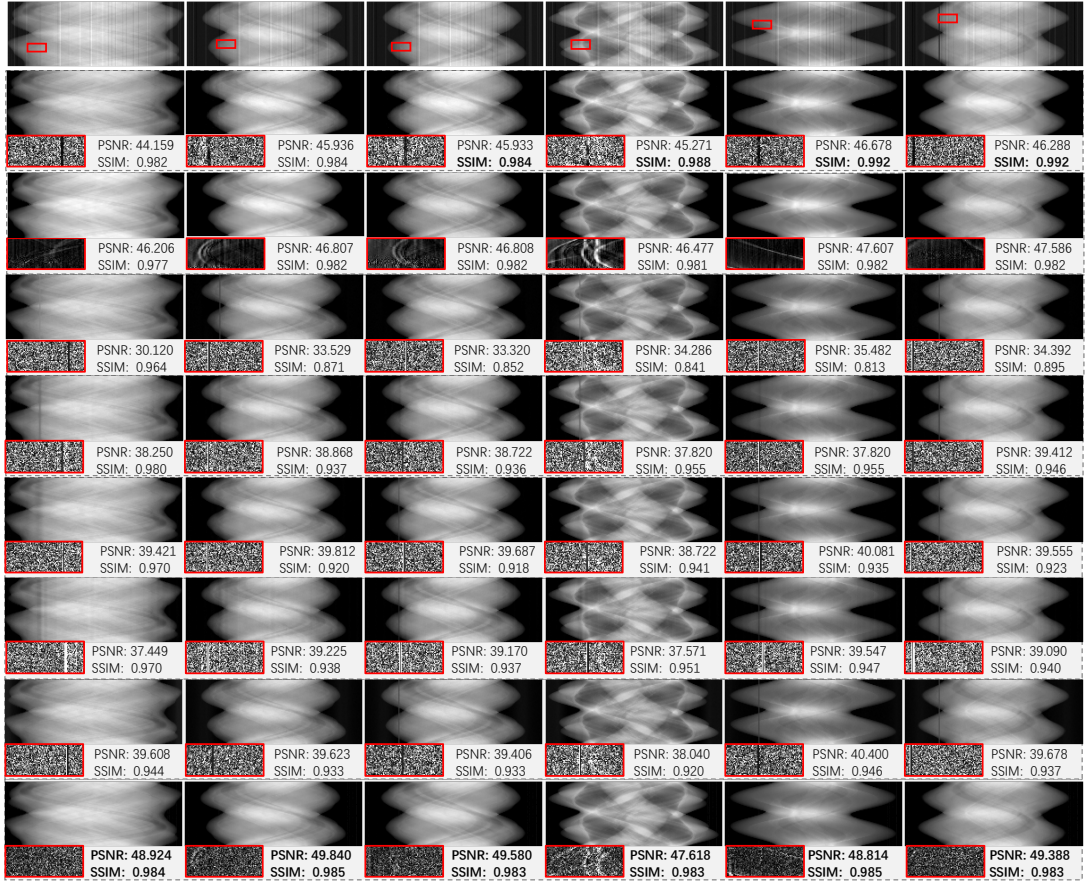 PSNR: 44.159 PSNR: 45.936 PSNR: 45.933 PSNR: 45.271 PSNR: 46.678 PSNR: 46.288
SSIM: 0.982 SSIM: 0.984 SSIM: 0.984 SSIM: 0.988 SSIM: 0.992 SSIM: 0.992
PSNR: 46.206 PSNR: 46.807 PSNR: 46.808 PSNR: 46.477 PSNR: 47.607 PSNR: 47.586
SSIM: 0.977 SSIM: 0.982 SSIM: 0.982 SSIM: 0.981 SSIM: 0.982 SSIM: 0.982
PSNR: 30.120 PSNR: 33.529 PSNR: 33.320 PSNR: 34.286 PSNR: 35.482 PSNR: 34.392
SSIM: 0.964 SSIM: 0.871 SSIM: 0.852 SSIM: 0.841 SSIM: 0.813 SSIM: 0.895
PSNR: 38.250 PSNR: 38.868 PSNR: 38.722 PSNR: 37.820 PSNR: 37.820 PSNR: 39.412
SSIM: 0.980 SSIM: 0.937 SSIM: 0.936 SSIM: 0.955 SSIM: 0.955 SSIM: 0.946
PSNR: 39.421 PSNR: 39.812 PSNR: 39.687 PSNR: 38.722 PSNR: 40.081 PSNR: 39.555
SSIM: 0.970 SSIM: 0.920 SSIM: 0.918 SSIM: 0.941 SSIM: 0.935 SSIM: 0.923
PSNR: 37.449 PSNR: 39.225 PSNR: 39.170 PSNR: 37.571 PSNR: 39.547 PSNR: 39.090
SSIM: 0.970 SSIM: 0.938 SSIM: 0.937 SSIM: 0.951 SSIM: 0.947 SSIM: 0.940
PSNR: 39.608 PSNR: 39.623 PSNR: 39.406 PSNR: 38.040 PSNR: 40.400 PSNR: 39.678
SSIM: 0.944 SSIM: 0.933 SSIM: 0.933 SSIM: 0.920 SSIM: 0.946 SSIM: 0.937
PSNR: 48.924 PSNR: 49.840 PSNR: 49.580 PSNR: 47.618 PSNR: 48.814 PSNR: 49.388
SSIM: 0.984 SSIM: 0.985 SSIM: 0.983 SSIM: 0.983 SSIM: 0.985 SSIM: 0.983